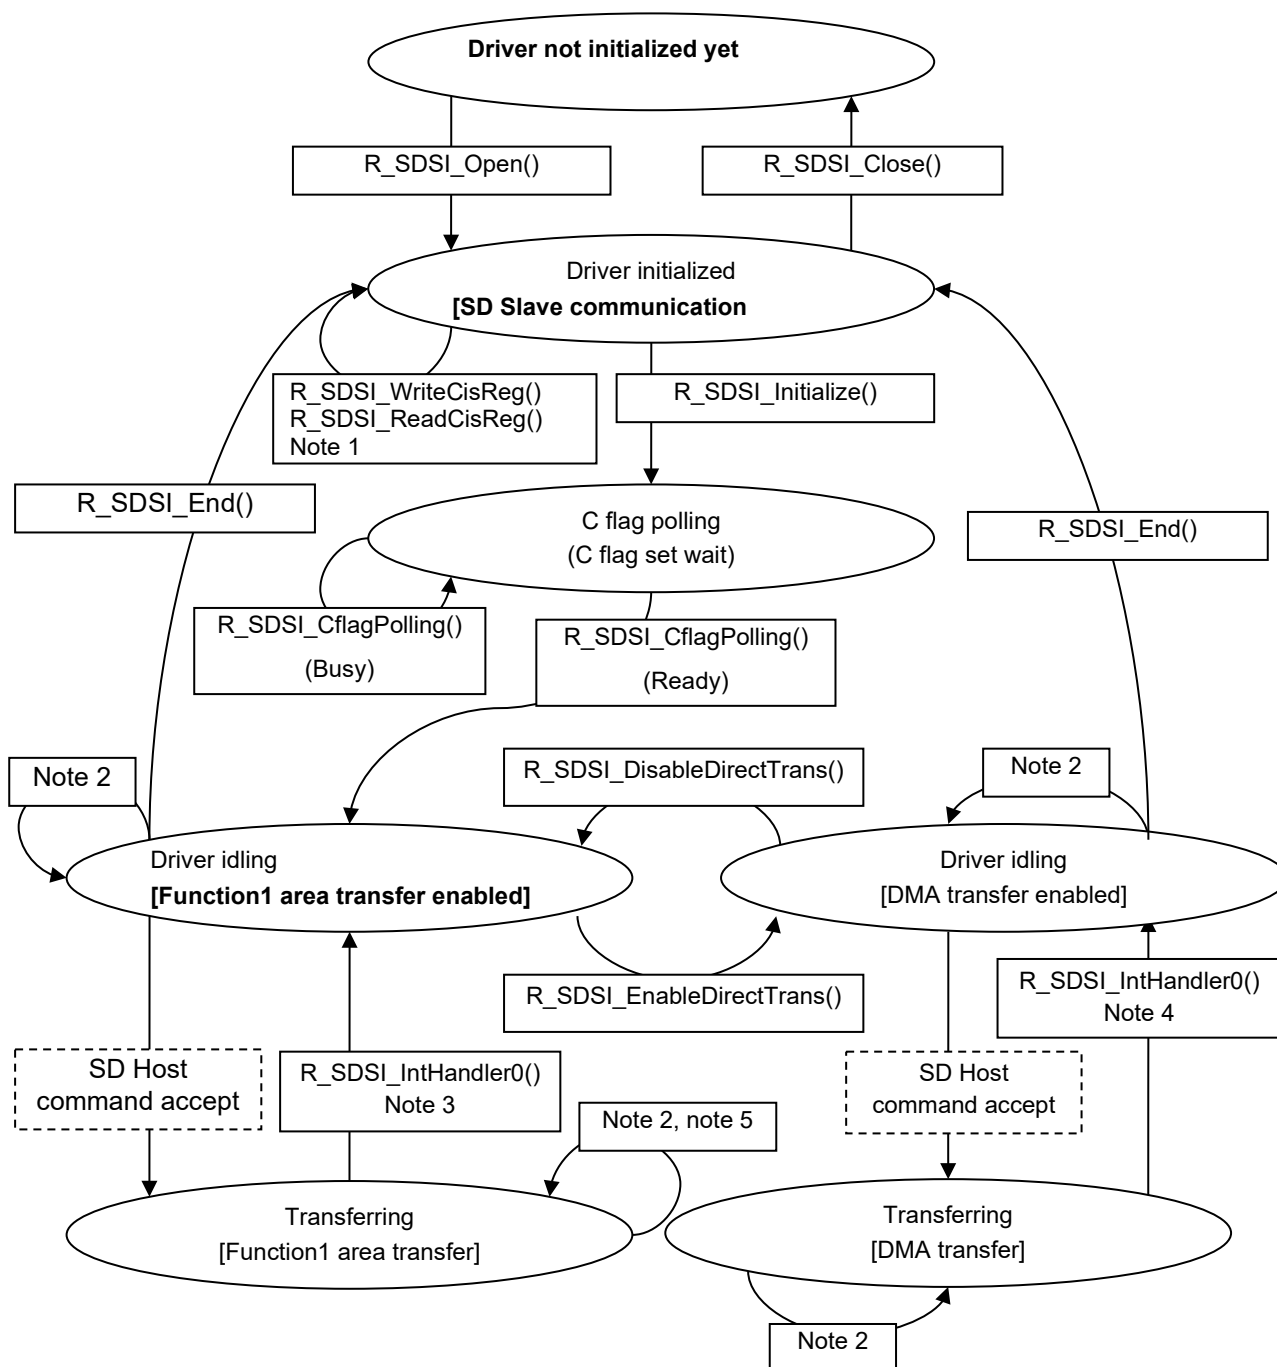 Driver not initialized yet
R_SDSI_Open()
R_SDSI_Close()
Driver initialized
[SD Slave communication
R_SDSI_WriteCisReg()
R_SDSI_ReadCisReg()
Note 1
R_SDSI_Initialize()
R_SDSI_End()
C flag polling
(C flag set wait)
R_SDSI_End()
R_SDSI_CflagPolling()
(Busy)
R_SDSI_CflagPolling()
(Ready)
Note 2
R_SDSI_DisableDirectTrans()
Note 2
Driver idling
[Function1 area transfer enabled]
Driver idling
[DMA transfer enabled]
R_SDSI_EnableDirectTrans()
R_SDSI_IntHandler0()
Note 4
SD Host
command accept
R_SDSI_IntHandler0()
Note 3
SD Host
command accept
Note 2, note 5
Transferring
[Function1 area transfer]
Transferring
[DMA transfer]
Note 2